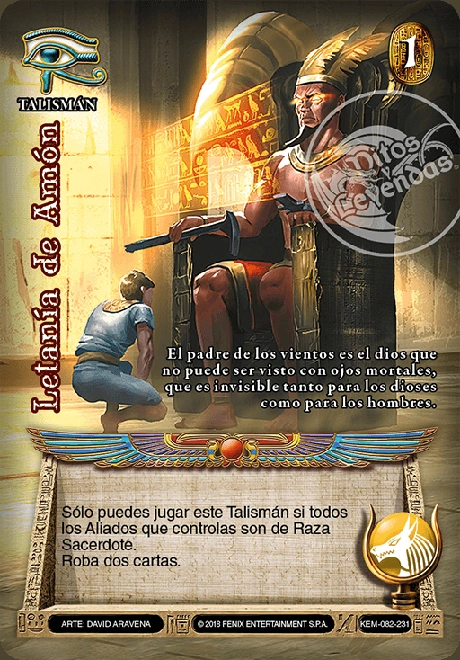 1
TALISMÁN
Mitos
y
Leyendas
Letanía de Amón
El padre de los vientos es el dios que
no puede ser visto con ojos mortales,
que es invisible tanto para los dioses
como para los hombres.
Sólo puedes jugar este Talismán si todos
los Aliados que controlas son de Raza
Sacerdote.
Roba dos cartas.
ARTE: DAVID ARAVENA
© 2018 FENIX ENTERTAINMENT S.P.A.
KEM-082-231